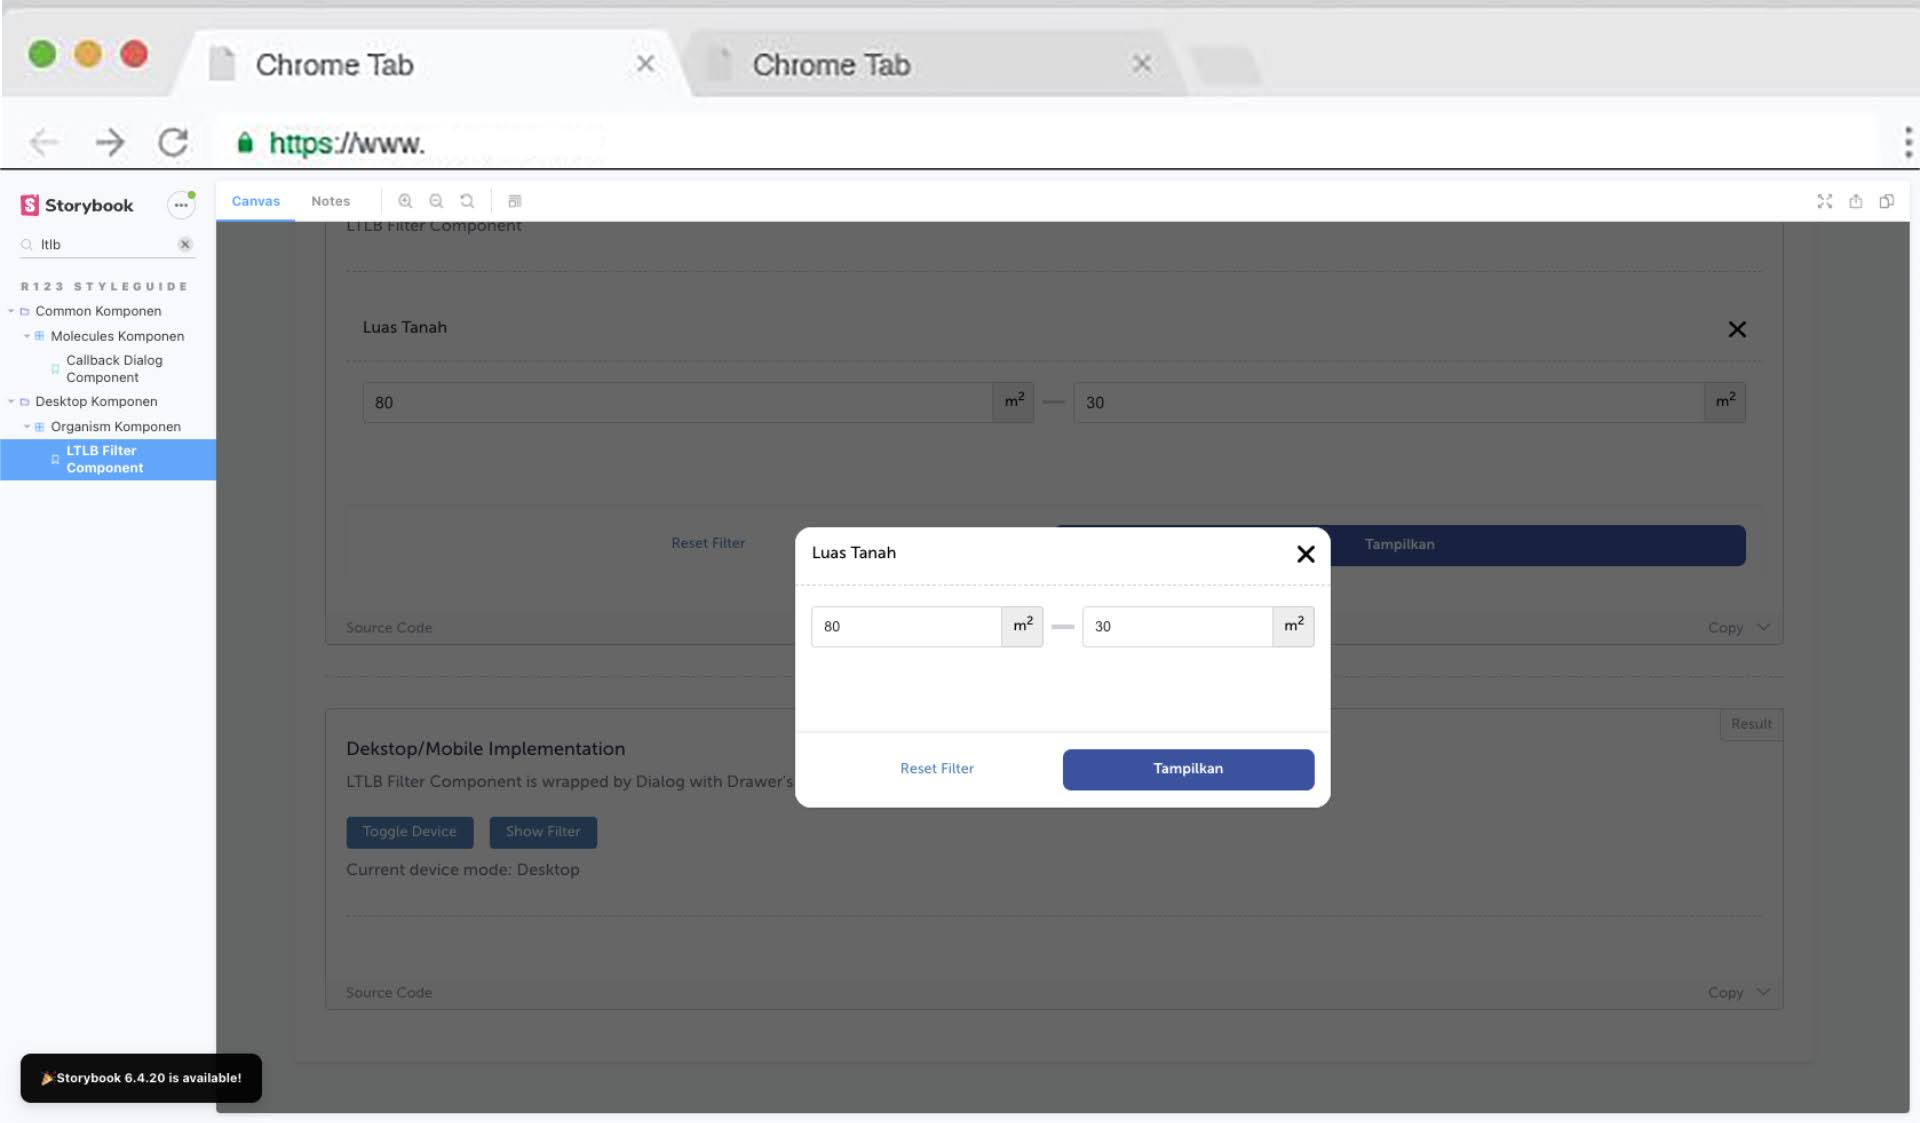 Chrome Tab
Chrome Tab
https://www.
Storybook
ltlb
R123 STYLEGUIDE
Common Komponen
Molecules Komponen
Callback Dialog
Component
Desktop Komponen
Organism Komponen
LTLB Filter
Component
Canvas
Notes
LTLB Filter Component
Luas Tanah
80
m²
30
m²
Reset Filter
Tampilkan
Source Code
Copy
Luas Tanah
80
m²
30
m²
Reset Filter
Tampilkan
Result
Dekstop/Mobile Implementation
LTLB Filter Component is wrapped by Dialog with Drawer's
Toggle Device
Show Filter
Current device mode: Desktop
Source Code
Copy
🎉Storybook 6.4.20 is available!